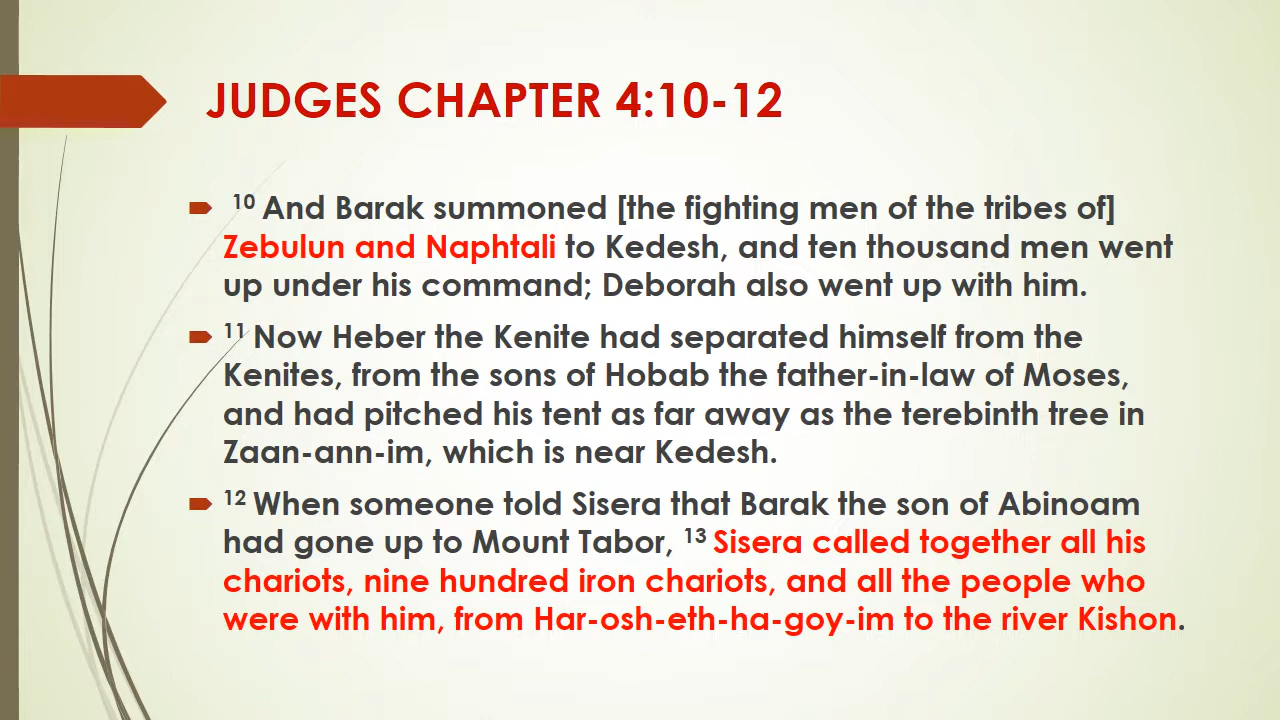 JUDGES CHAPTER 4:10-12
10 And Barak summoned [the fighting men of the tribes of]
Zebulun and Naphtali to Kedesh, and ten thousand men went
up under his command; Deborah also went up with him.
11 Now Heber the Kenite had separated himself from the
Kenites, from the sons of Hobab the father-in-law of Moses,
and had pitched his tent as far away as the terebinth tree in
Zaan-ann-im, which is near Kedesh.
12 When someone told Sisera that Barak the son of Abinoam
had gone up to Mount Tabor, 13 Sisera called together all his
chariots, nine hundred iron chariots, and all the people who
were with him, from Har-osh-eth-ha-goy-im to the river Kishon.